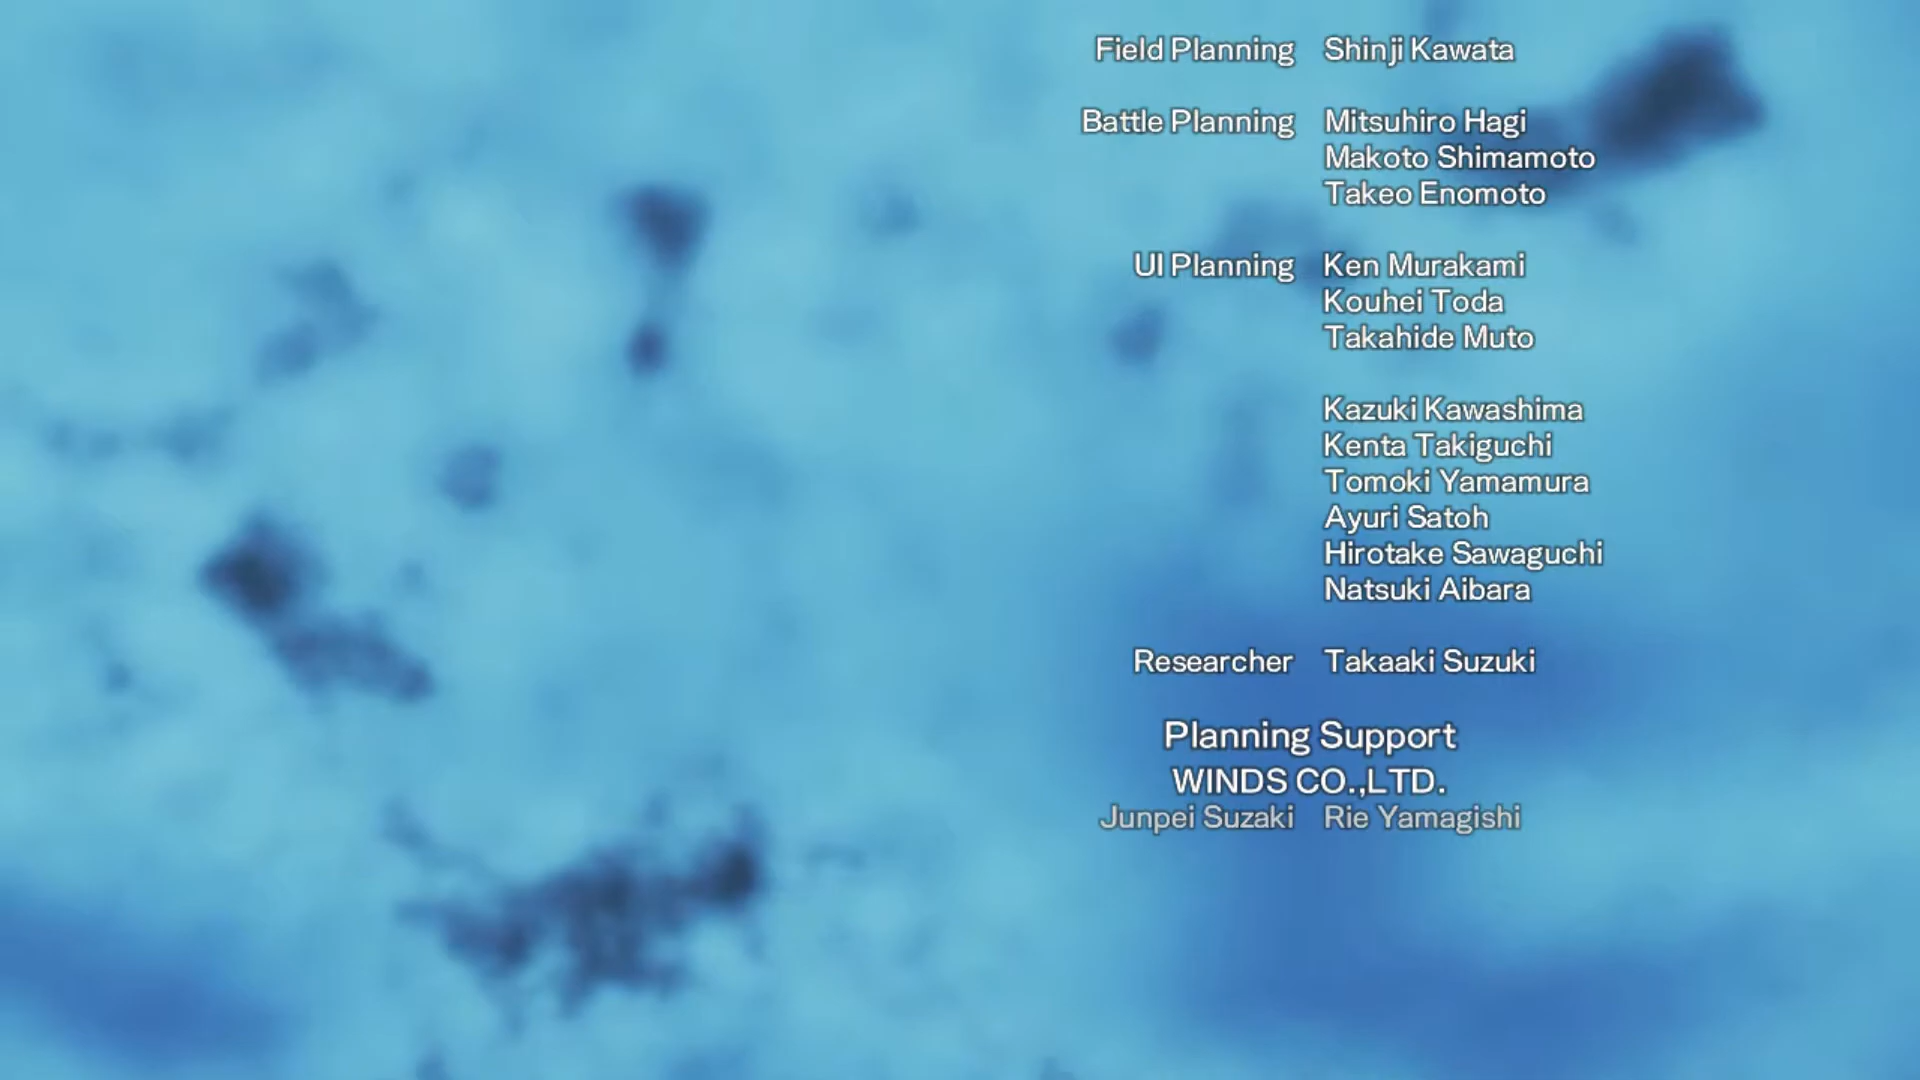 Field Planning Shinji Kawata
Battle Planning Mitsuhiro Hagi
Makoto Shimamoto
Takeo Enomoto
UI Planning Ken Murakami
Kouhei Toda
Takahide Muto
Kazuki Kawashima
Kenta Takiguchi
Tomoki Yamamura
Ayuri Satoh
Hirotake Sawaguchi
Natsuki Aibara
Researcher Takaaki Suzuki
Planning Support
WINDS CO.,LTD.
Junpei Suzaki Rie Yamagishi